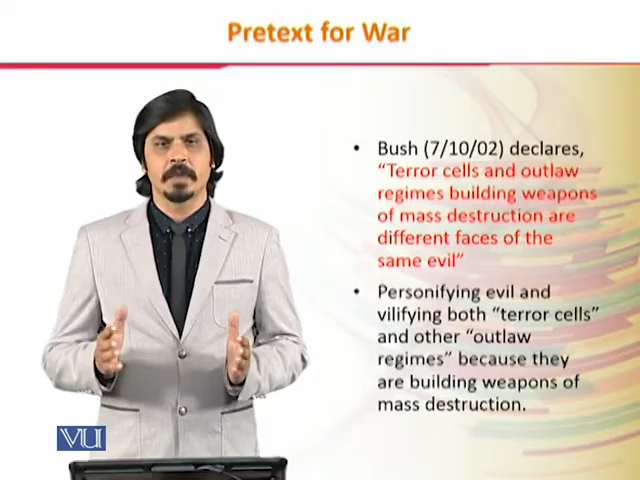 Pretext for War
• Bush (7/10/02) declares,
“Terror cells and outlaw
regimes building weapons
of mass destruction are
different faces of the
same evil”
• Personifying evil and
vilifying both “terror cells”
and other “outlaw
regimes” because they
are building weapons of
mass destruction.
VU